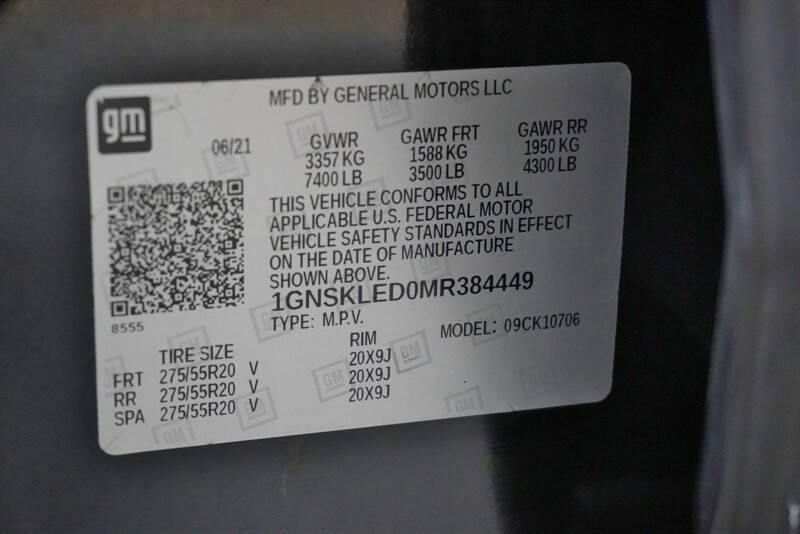 gm
MFD BY GENERAL MOTORS LLC
06/21
GVWR GAWR FRT GAWR RR
3357 KG 1588 KG 1950 KG
7400 LB 3500 LB 4300 LB
THIS VEHICLE CONFORMS TO ALL
APPLICABLE U.S. FEDERAL MOTOR
VEHICLE SAFETY STANDARDS IN EFFECT
ON THE DATE OF MANUFACTURE
SHOWN ABOVE.
1GNSKLED0MR384449
8555
TYPE: M.P.V. MODEL: 09CK10706
TIRE SIZE RIM
FRT 275/55R20 V 20X9J
RR 275/55R20 V 20X9J
SPA 275/55R20 V 20X9J